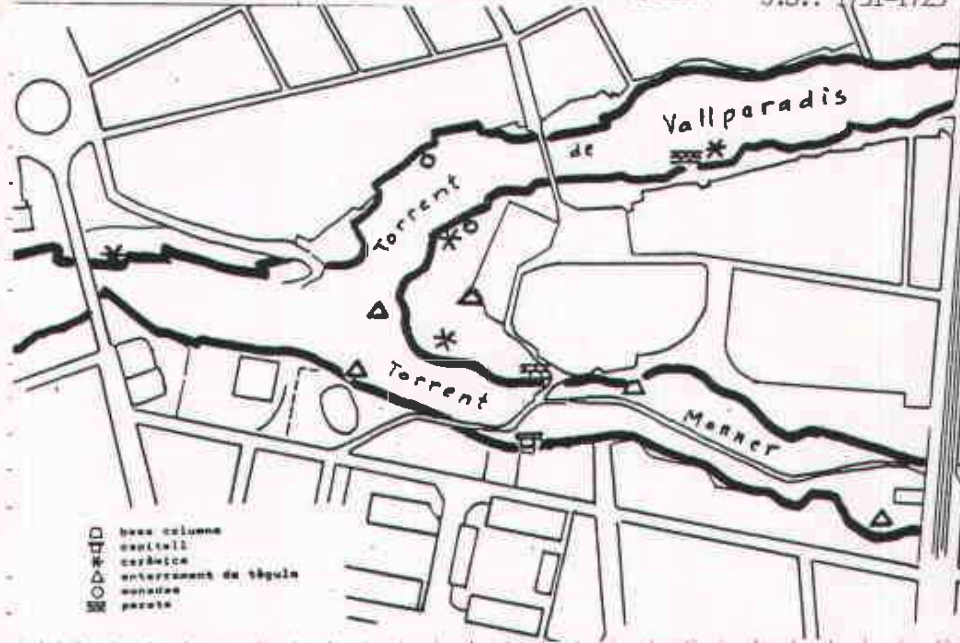 Torrent
de
Vallparadis
Torrent
Monner
base columna
capitell
ceràmica
enterrament de tègula
monedes
parets